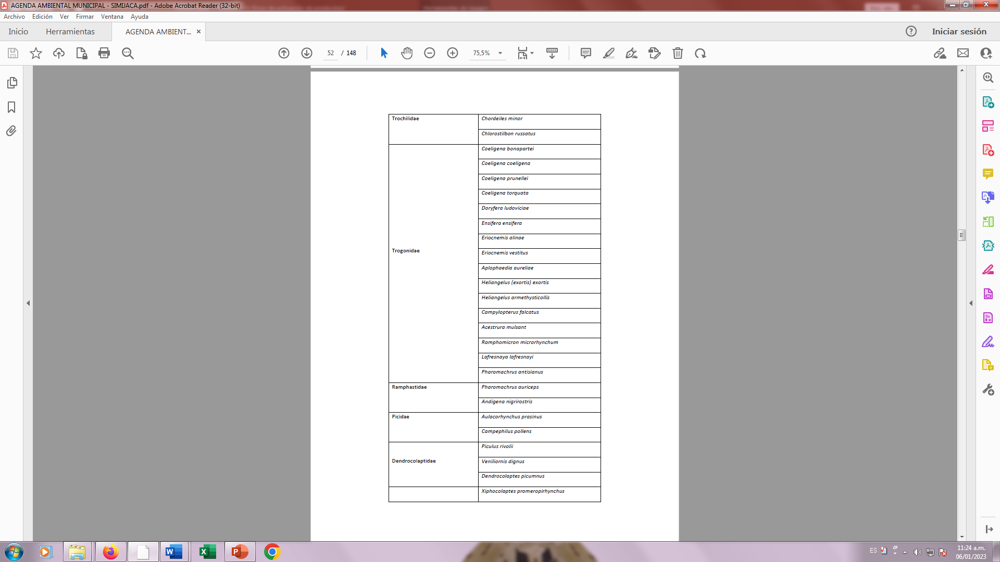 AGENDA AMBIENTAL MUNICIPAL - SIMIJACA.pdf - Adobe Acrobat Reader (32-bit)
Archivo Edición Ver Firmar Ventana Ayuda
Inicio Herramientas AGENDA AMBIENT... × Iniciar sesión
52 / 148 75,5%
Trochilidae Chordeiles minor
Chlorostilbon russatus
Coeligena bonapartei
Coeligena coeligena
Coeligena prunellei
Coeligena torquata
Doryfera ludoviciae
Ensifera ensifera
Eriocnemis alinae
Trogonidae Eriocnemis vestitus
Aplophaedia aureliae
Heliangelus (exortis) exortis
Heliangelus armethysticollis
Campylopterus falcatus
Acestrura mulsant
Ramphomicron microrhynchum
Lafresnaya lafresnayi
Pharomachrus antisianus
Ramphastidae Pharomachrus auriceps
Andigena nigrirostris
Picidae Aulacorhynchus prasinus
Campephilus pollens
Piculus rivolii
Dendrocolaptidae Veniliornis dignus
Dendrocolaptes picumnus
Xiphocolaptes promeropirhynchus
ES 11:24 a.m.
06/01/2023